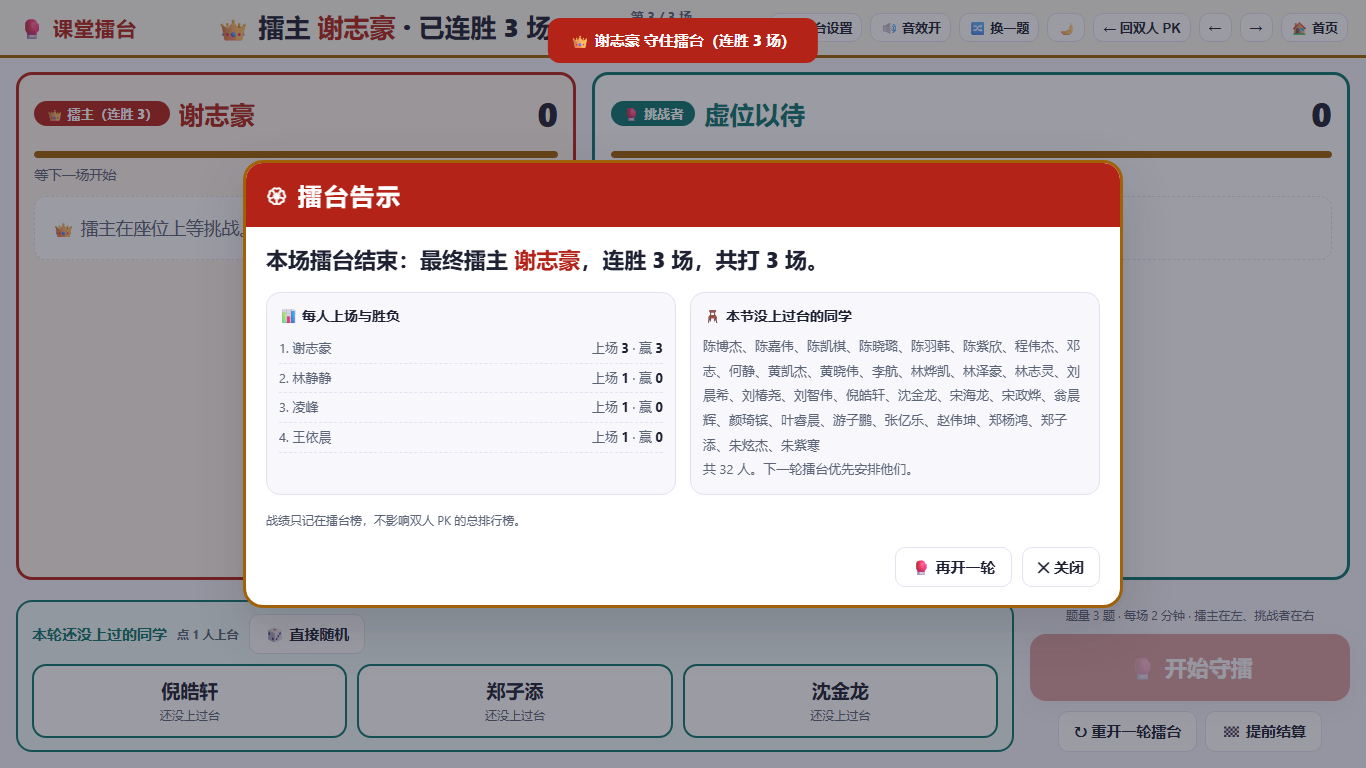 课堂擂台
擂主 谢志豪 · 已连胜 3 场
第 3 / 3 场
谢志豪 守住擂台（连胜 3 场）
台设置
音效开
换一题
←回双人 PK
←
→
首页
擂主（连胜 3） 谢志豪 0
等下一场开始
擂主在座位上等挑战
挑战者 虚位以待 0
擂台告示
本场擂台结束：最终擂主 谢志豪，连胜 3 场，共打 3 场。
每人上场与胜负
1. 谢志豪 上场 3 · 赢 3
2. 林静静 上场 1 · 赢 0
3. 凌峰 上场 1 · 赢 0
4. 王依晨 上场 1 · 赢 0
本节没上过台的同学
陈博杰、陈嘉伟、陈凯棋、陈晓璐、陈羽韩、陈紫欣、程伟杰、邓
志、何静、黄凯杰、黄晓伟、李航、林烨凯、林泽豪、林志灵、刘
晨希、刘椿尧、刘智伟、倪皓轩、沈金龙、宋海龙、宋政烨、翁晨
辉、颜琦镔、叶睿晨、游子鹏、张亿乐、赵伟坤、郑杨鸿、郑子
添、朱炫杰、朱紫寒
共 32 人。下一轮擂台优先安排他们。
战绩只记在擂台榜，不影响双人 PK 的总排行榜。
再开一轮
✕ 关闭
本轮还没上过的同学 点 1 人上台 直接随机
倪皓轩
还没上过台
郑子添
还没上过台
沈金龙
还没上过台
题量 3 题 · 每场 2 分钟 · 擂主在左、挑战者在右
开始守擂
↻ 重开一轮擂台
提前结算